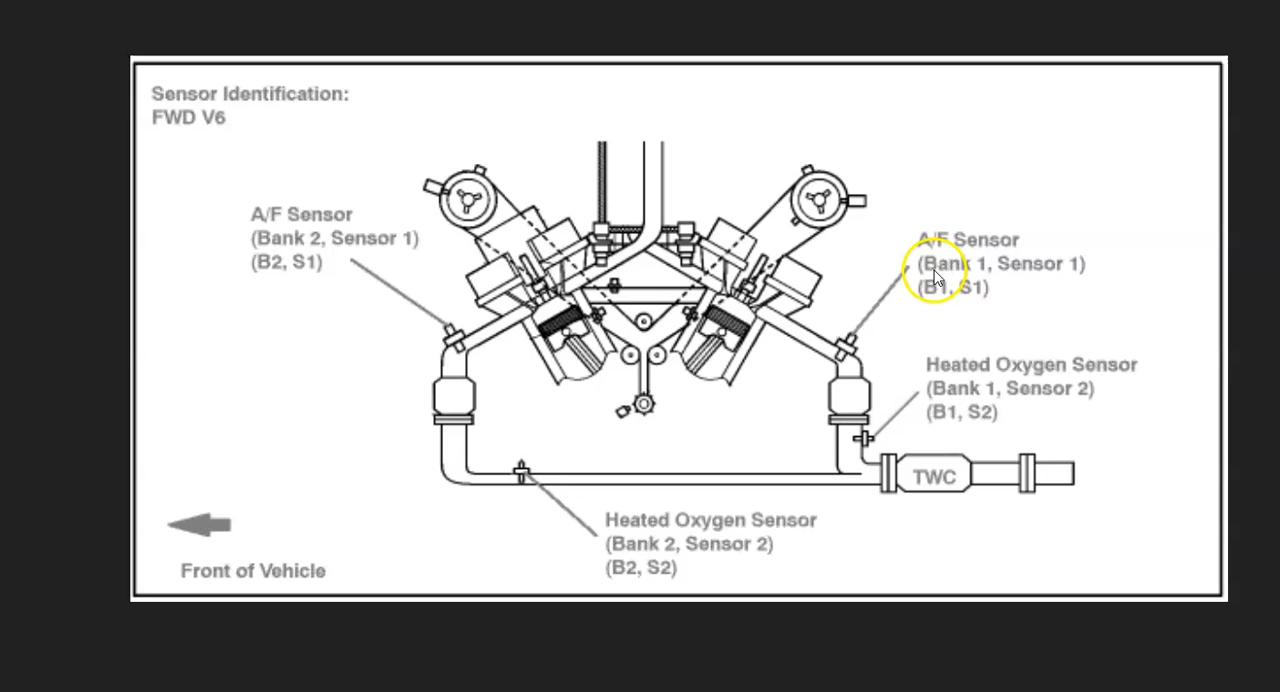 Sensor Identification:
FWD V6
A/F Sensor
(Bank 2, Sensor 1)
(B2, S1)
A/F Sensor
(Bank 1, Sensor 1)
(B1, S1)
Heated Oxygen Sensor
(Bank 1, Sensor 2)
(B1, S2)
TWC
Heated Oxygen Sensor
(Bank 2, Sensor 2)
(B2, S2)
Front of Vehicle